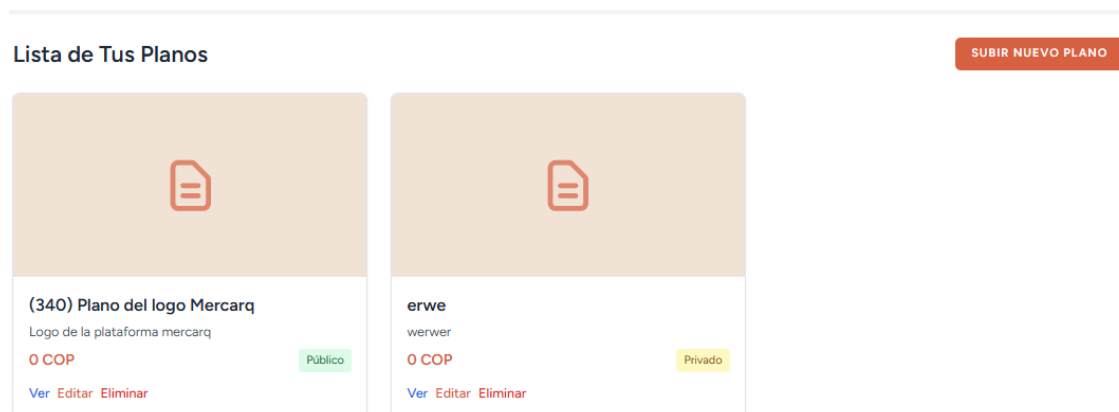 Lista de Tus Planos
SUBIR NUEVO PLANO
(340) Plano del logo Mercarq
Logo de la plataforma mercarq
0 COP
Público
Ver Editar Eliminar
erwe
werwer
0 COP
Privado
Ver Editar Eliminar